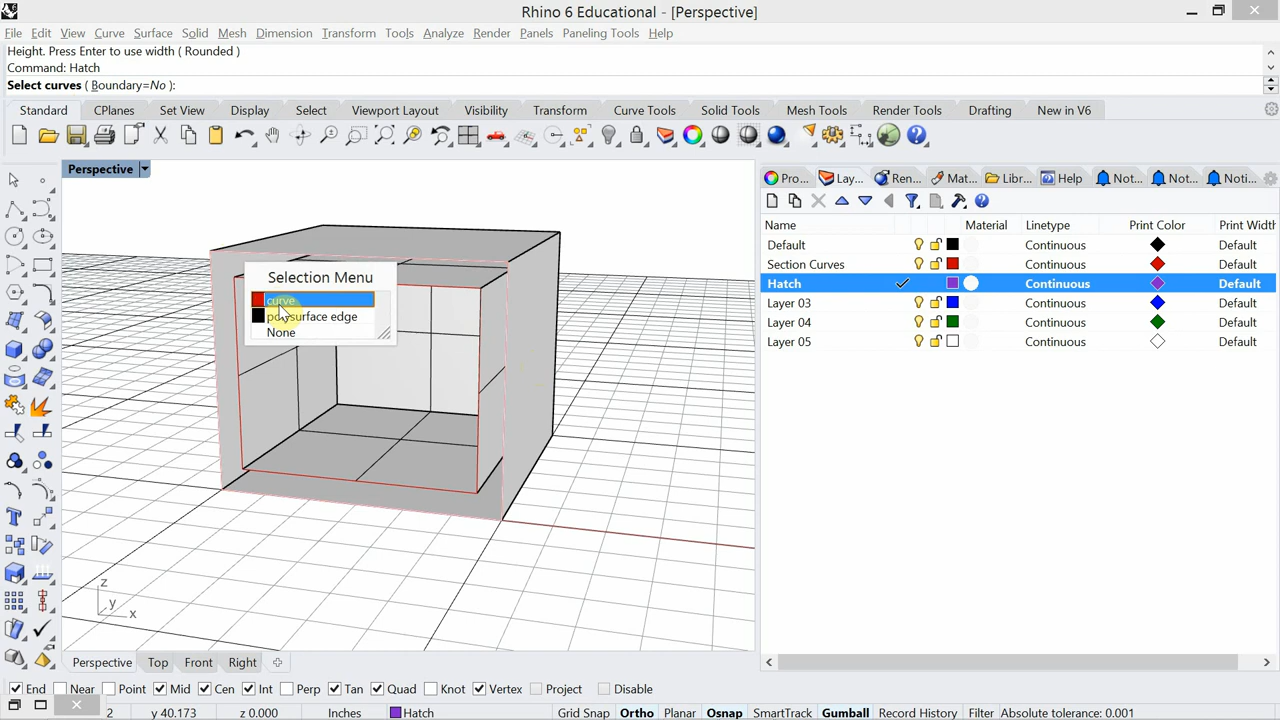 Rhino 6 Educational - [Perspective]
File Edit View Curve Surface Solid Mesh Dimension Transform Tools Analyze Render Panels Paneling Tools Help
Height. Press Enter to use width ( Rounded )
Command: Hatch
Select curves ( Boundary=No ):
Standard CPlanes Set View Display Select Viewport Layout Visibility Transform Curve Tools Solid Tools Mesh Tools Render Tools Drafting New in V6
Perspective
Pro... Lay... Ren... Mat... Libr... Help Not... Not... Noti...
Name Material Linetype Print Color Print Width
Default Continuous Default
Section Curves Continuous Default
Hatch Continuous Default
Layer 03 Continuous Default
Layer 04 Continuous Default
Layer 05 Continuous Default
Selection Menu
curve
polysurface edge
None
z
y
x
Perspective Top Front Right
End Near Point Mid Cen Int Perp Tan Quad Knot Vertex Project Disable
2 y 40.173 z 0.000 Inches Hatch Grid Snap Ortho Planar Osnap SmartTrack Gumball Record History Filter Absolute tolerance: 0.001